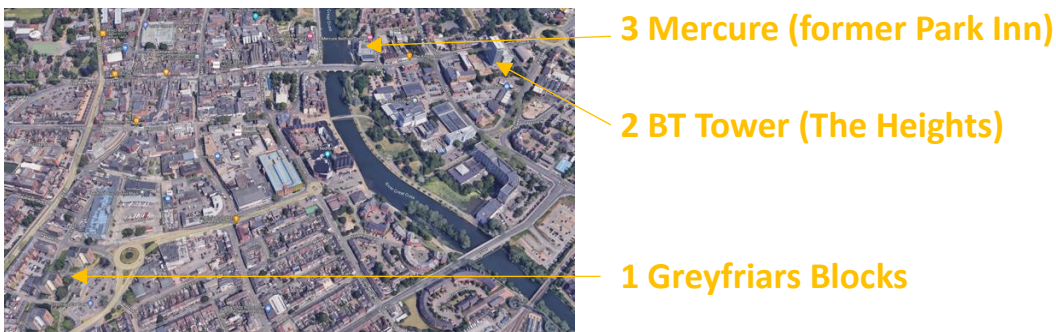 3 Mercure (former Park Inn)
2 BT Tower (The Heights)
1 Greyfriars Blocks